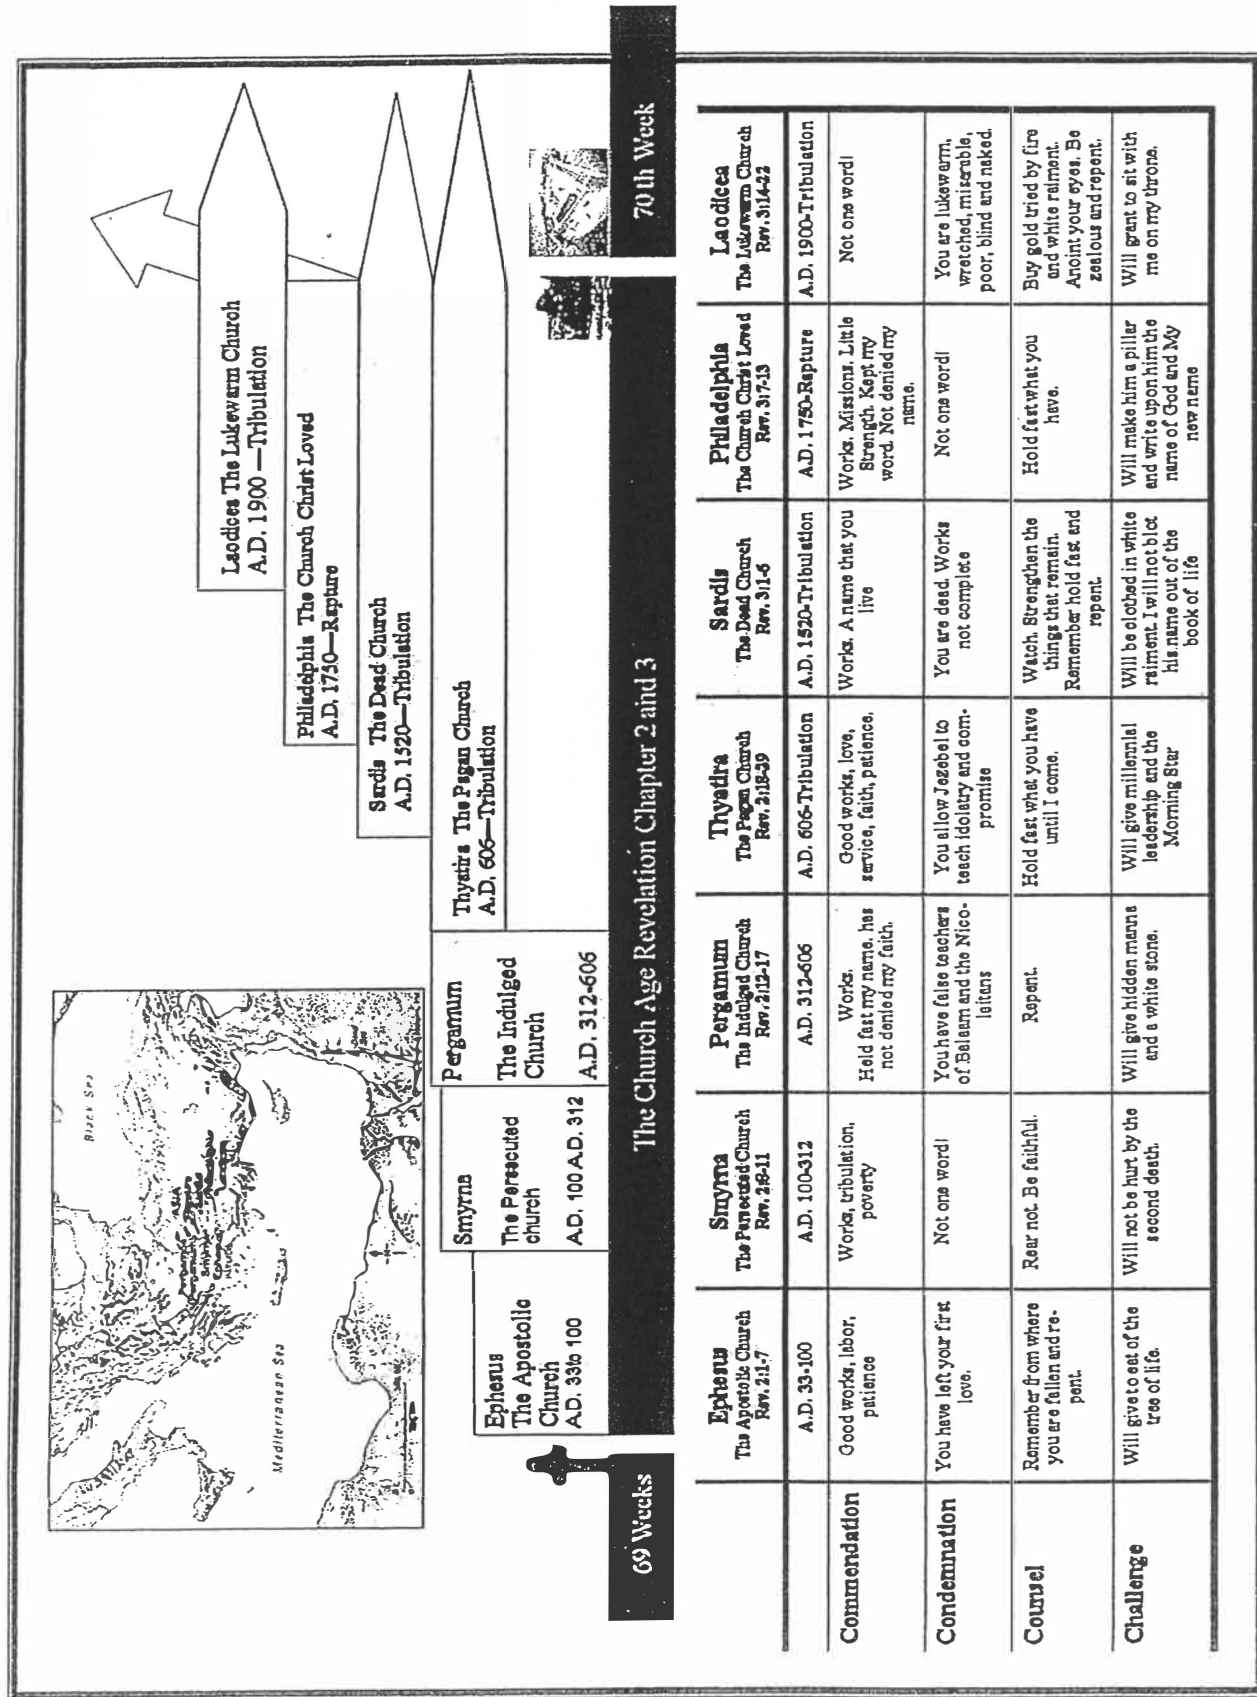 Black Sea
Mediterranean Sea
Laodicea The Lukewarm Church
A.D. 1900 —Tribulation
Philadelphia The Church Christ Loved
A.D. 1750—Rapture
Sardis The Dead Church
A.D. 1520—Tribulation
Thyatira The Pagan Church
A.D. 606—Tribulation
Pergamum
The Indulged
Church
A.D. 312-606
Smyrna
The Persecuted
church
A.D. 100 A.D. 312
Ephesus
The Apostolic
Church
A.D. 33to 100
69 Weeks
The Church Age Revelation Chapter 2 and 3
70 th Week
Ephesus
The Apostolic Church
Rev. 2:1-7
Smyrna
The Persecuted Church
Rev. 2:8-11
Pergamum
The Indulged Church
Rev. 2:12-17
Thyatira
The Pagan Church
Rev. 2:18-29
Sardis
The Dead Church
Rev. 3:1-6
Philadelphia
The Church Christ Loved
Rev. 3:7-13
Laodicea
The Lukewarm Church
Rev. 3:14-22
A.D. 33-100
A.D. 100-312
A.D. 312-606
A.D. 606-Tribulation
A.D. 1520-Tribulation
A.D. 1750-Rapture
A.D. 1900-Tribulation
Commendation
Good works, labor,
patience
Works, tribulation,
poverty
Works.
Held fast my name. has
not denied my faith.
Good works, love,
service, faith, patience,
Works. A name that you
live
Works. Missions. Little
Strength. Kept my
word. Not denied my
name.
Not one word!
Condemnation
You have left your first
love.
Not one word!
You have false teachers
of Balaam and the Nico-
laitans
You allow Jezebel to
teach idolatry and com-
promise
You are dead. Works
not complete
Not one word!
You are lukewarm,
wretched, miserable,
poor, blind and naked.
Counsel
Remember from where
you are fallen and re-
pent.
Rear not. Be faithful.
Repent.
Hold fast what you have
until I come.
Watch. Strengthen the
things that remain.
Remember hold fast and
repent.
Hold fast what you
have.
Buy gold tried by fire
and white raiment.
Anoint your eyes. Be
zealous and repent.
Challenge
Will give to eat of the
tree of life.
Will not be hurt by the
second death.
Will give hidden manna
and a white stone.
Will give millennial
leadership and the
Morning Star
Will be clothed in white
raiment. I will not blot
his name out of the
book of life
Will make him a pillar
and write upon him the
name of God and My
new name
Will grant to sit with
me on my throne.